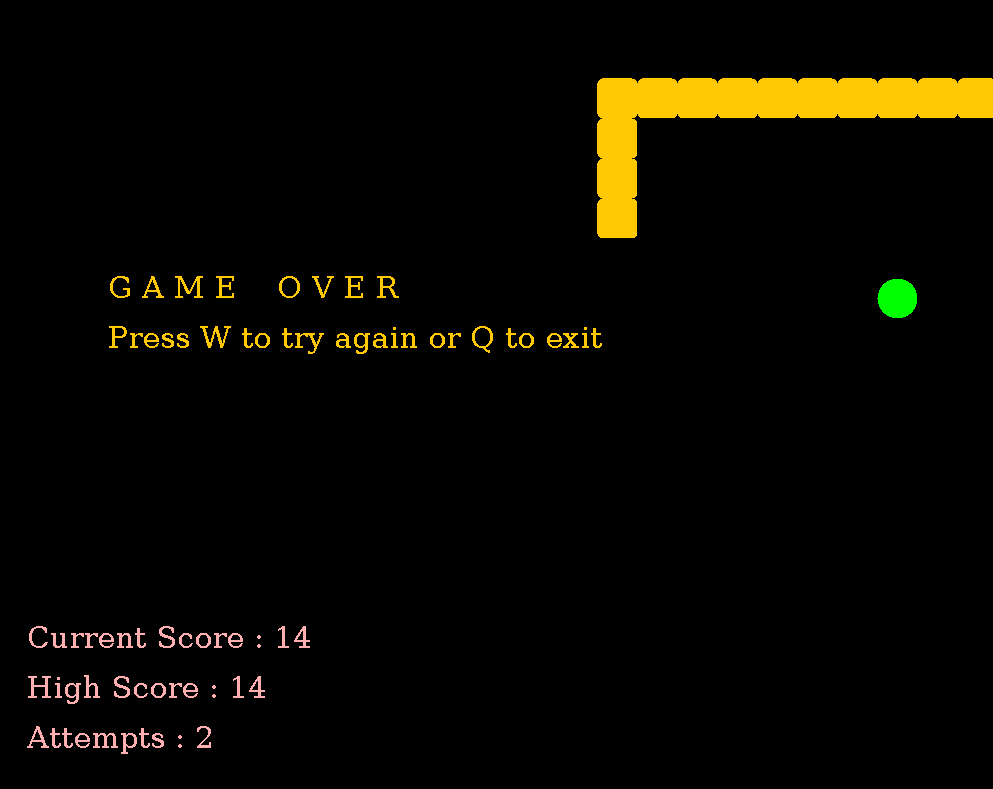 G A M E   O V E R
Press W to try again or Q to exit
Current Score : 14
High Score : 14
Attempts : 2